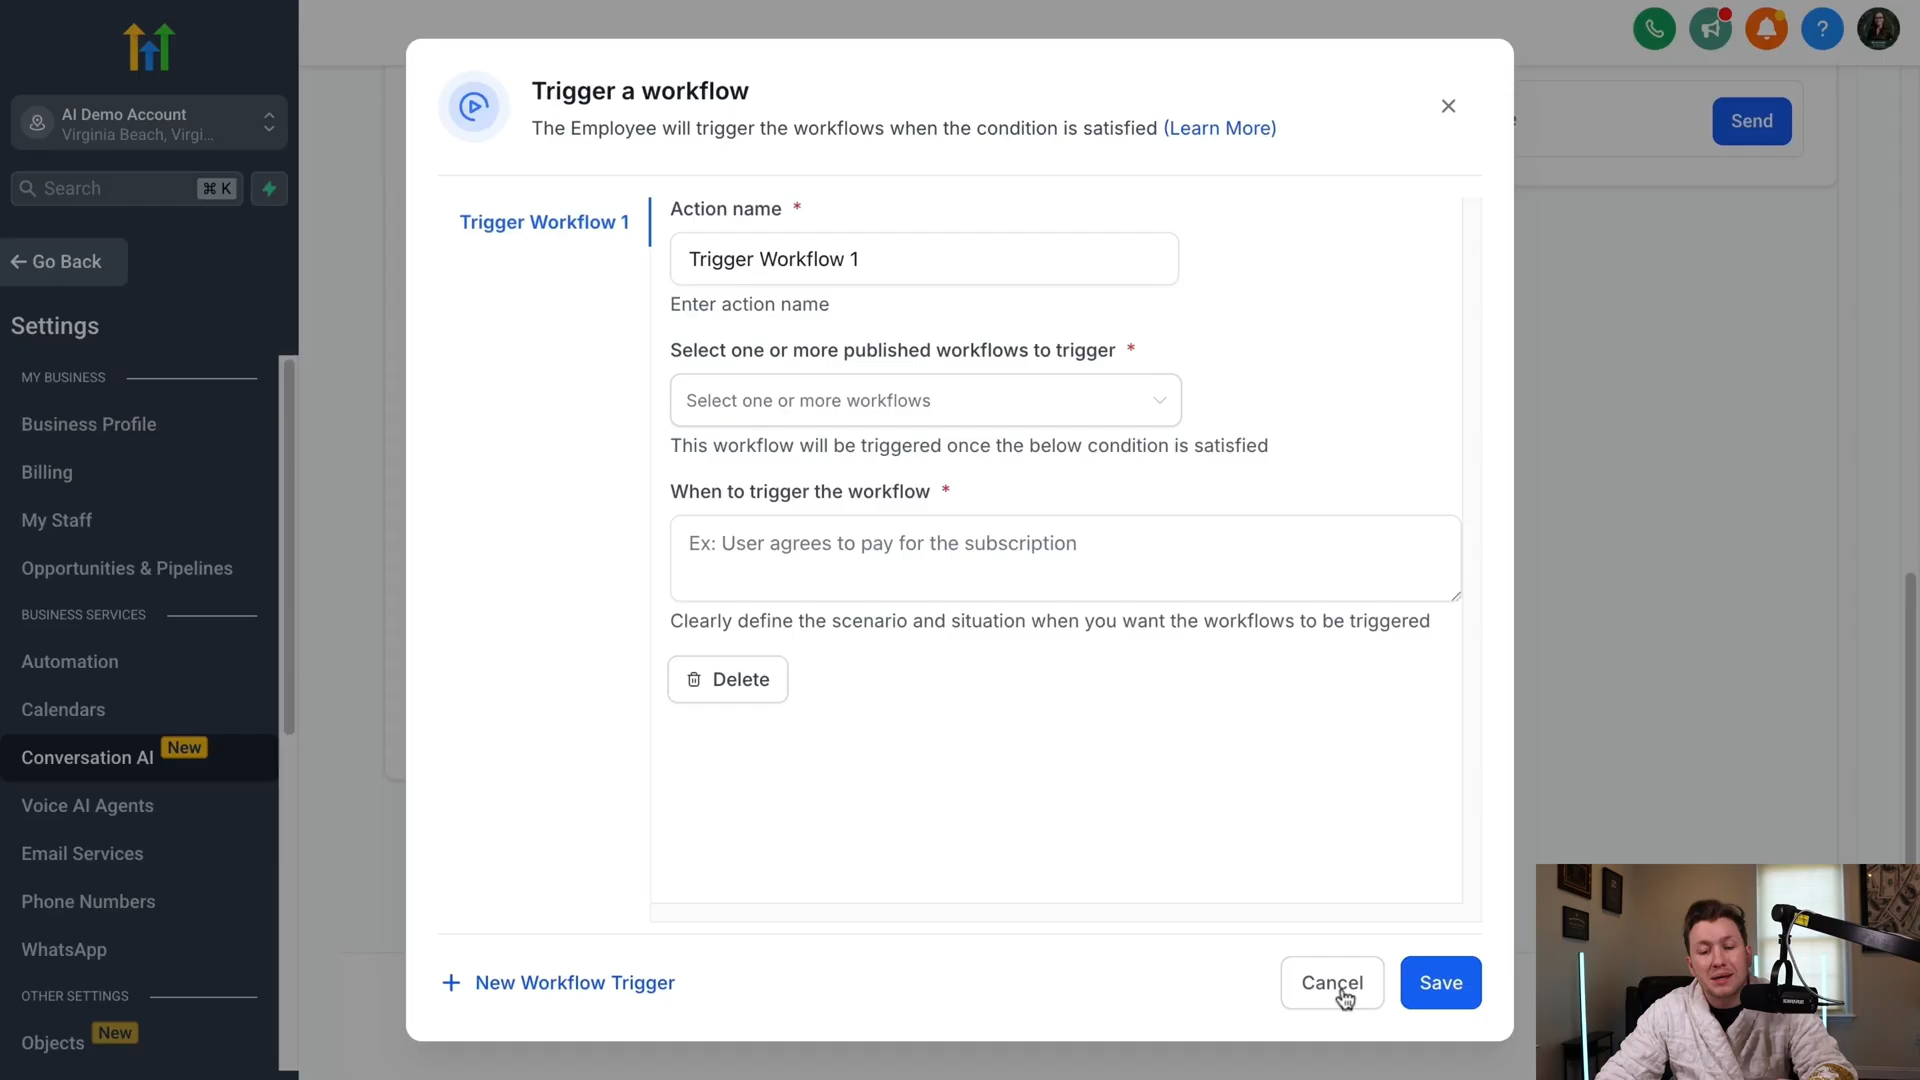 AI Demo Account
Virginia Beach, Virgi...
Search
⌘ K
Go Back
Settings
MY BUSINESS
Business Profile
Billing
My Staff
Opportunities & Pipelines
BUSINESS SERVICES
Automation
Calendars
Conversation AI New
Voice AI Agents
Email Services
Phone Numbers
WhatsApp
OTHER SETTINGS
Objects New
Trigger a workflow
The Employee will trigger the workflows when the condition is satisfied (Learn More)
Trigger Workflow 1
Action name *
Trigger Workflow 1
Enter action name
Select one or more published workflows to trigger *
Select one or more workflows
This workflow will be triggered once the below condition is satisfied
When to trigger the workflow *
Ex: User agrees to pay for the subscription
Clearly define the scenario and situation when you want the workflows to be triggered
Delete
+ New Workflow Trigger
Cancel
Save
?
Send